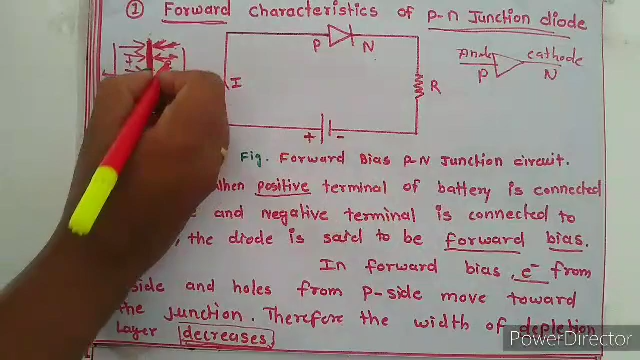 ① Forward characteristics of P-N Junction diode
P N
Anode cathode
P N
I
R
+ -
Fig. Forward Bias P-N Junction circuit.
hen positive terminal of battery is connected
and negative terminal is connected to
, the diode is said to be forward bias.
In forward bias, e⁻ from
side and holes from P-side move toward
the junction. Therefore the width of depletion
layer decreases.
PowerDirector